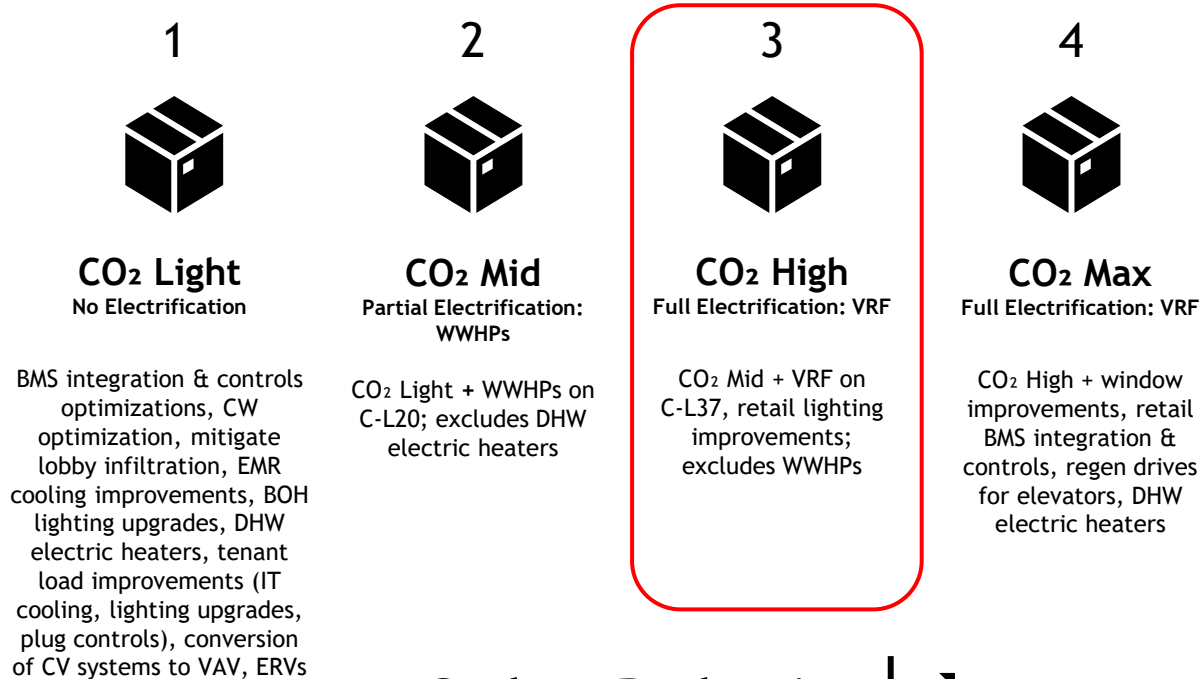 1
CO₂ Light
No Electrification
BMS integration & controls
optimizations, CW
optimization, mitigate
lobby infiltration, EMR
cooling improvements, BOH
lighting upgrades, DHW
electric heaters, tenant
load improvements (IT
cooling, lighting upgrades,
plug controls), conversion
of CV systems to VAV, ERVs
2
CO₂ Mid
Partial Electrification:
WWHPs
CO₂ Light + WWHPs on
C-L20; excludes DHW
electric heaters
3
CO₂ High
Full Electrification: VRF
CO₂ Mid + VRF on
C-L37, retail lighting
improvements;
excludes WWHPs
4
CO₂ Max
Full Electrification: VRF
CO₂ High + window
improvements, retail
BMS integration &
controls, regen drives
for elevators, DHW
electric heaters